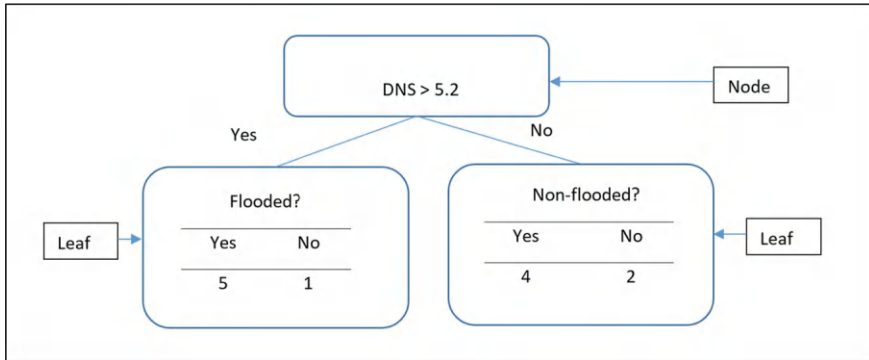 DNS > 5.2
Node
Yes
No
Flooded?
Yes No
5 1
Non-flooded?
Yes No
4 2
Leaf
Leaf